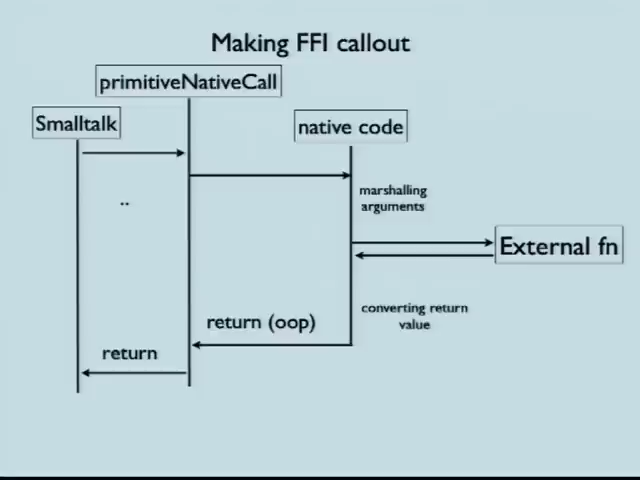 Making FFI callout
primitiveNativeCall
Smalltalk
native code
..
marshalling
arguments
External fn
converting return
value
return (oop)
return